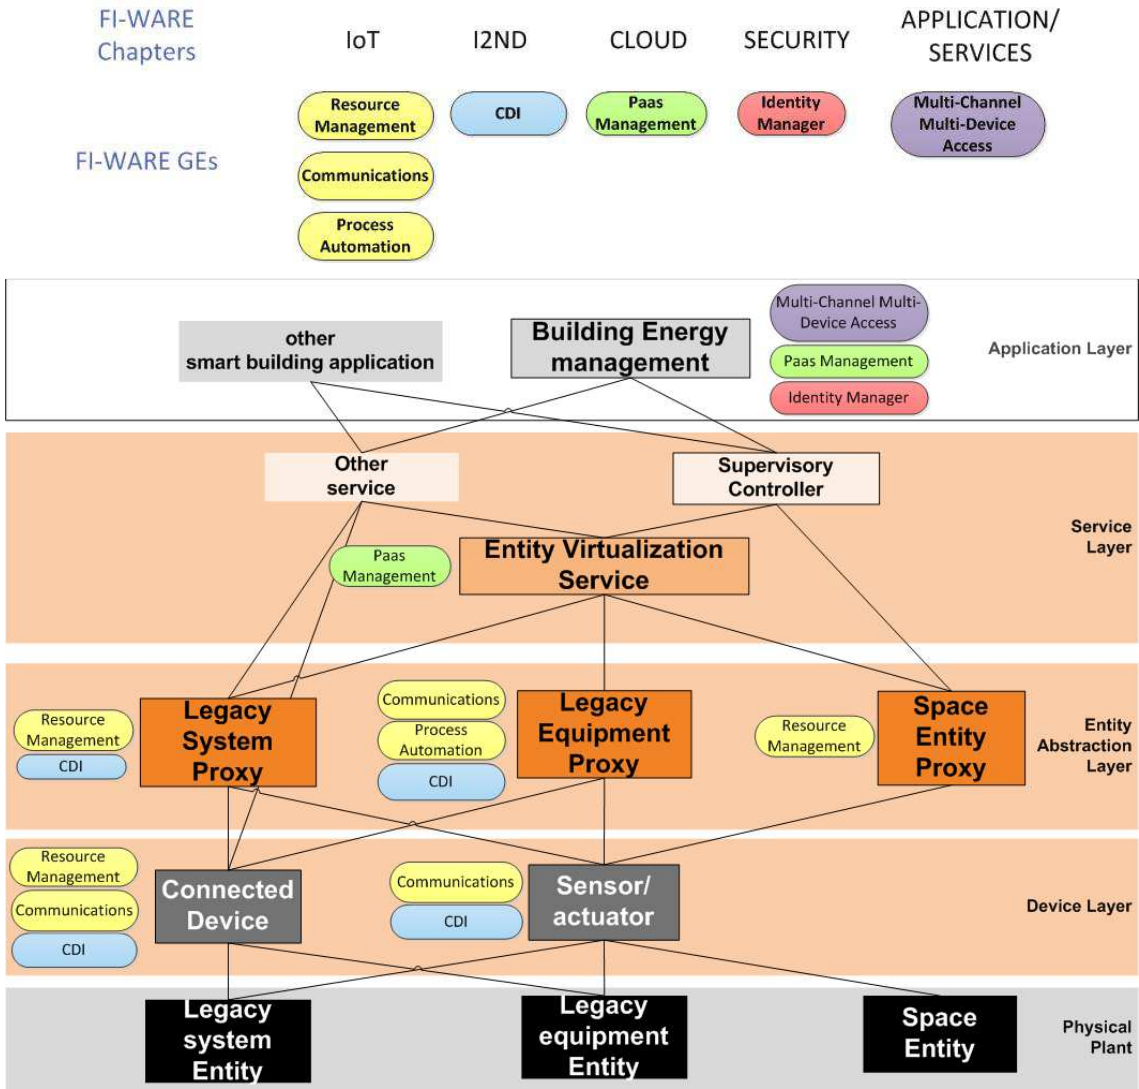 FI-WARE
Chapters
IoT
I2ND
CLOUD
SECURITY
APPLICATION/
SERVICES
FI-WARE GEs
Resource
Management
CDI
Paas
Management
Identity
Manager
Multi-Channel
Multi-Device
Access
Communications
Process
Automation
other
smart building application
Building Energy
management
Multi-Channel Multi-
Device Access
Paas Management
Identity Manager
Application Layer
Other
service
Supervisory
Controller
Paas
Management
Entity Virtualization
Service
Service
Layer
Resource
Management
CDI
Legacy
System
Proxy
Communications
Process
Automation
CDI
Legacy
Equipment
Proxy
Resource
Management
Space
Entity
Proxy
Entity
Abstraction
Layer
Resource
Management
Communications
CDI
Connected
Device
Communications
CDI
Sensor/
actuator
Device Layer
Legacy
system
Entity
Legacy
equipment
Entity
Space
Entity
Physical
Plant